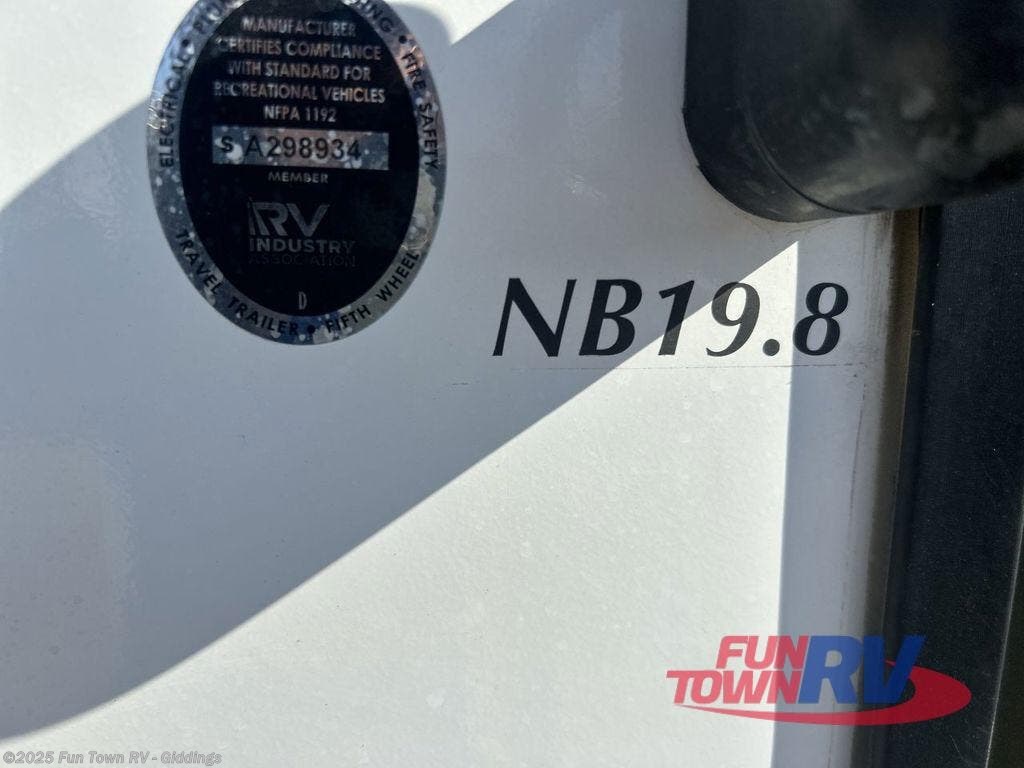 ELECTRICAL • FIRE SAFETY
MANUFACTURER
CERTIFIES COMPLIANCE
WITH STANDARD FOR
RECREATIONAL VEHICLES
NFPA 1192
S A298934
MEMBER
RV
INDUSTRY
ASSOCIATION
D
TRAVEL TRAILER • FIFTH WHEEL
NB19.8
FUN
TOWN RV
©2025 Fun Town RV - Giddings